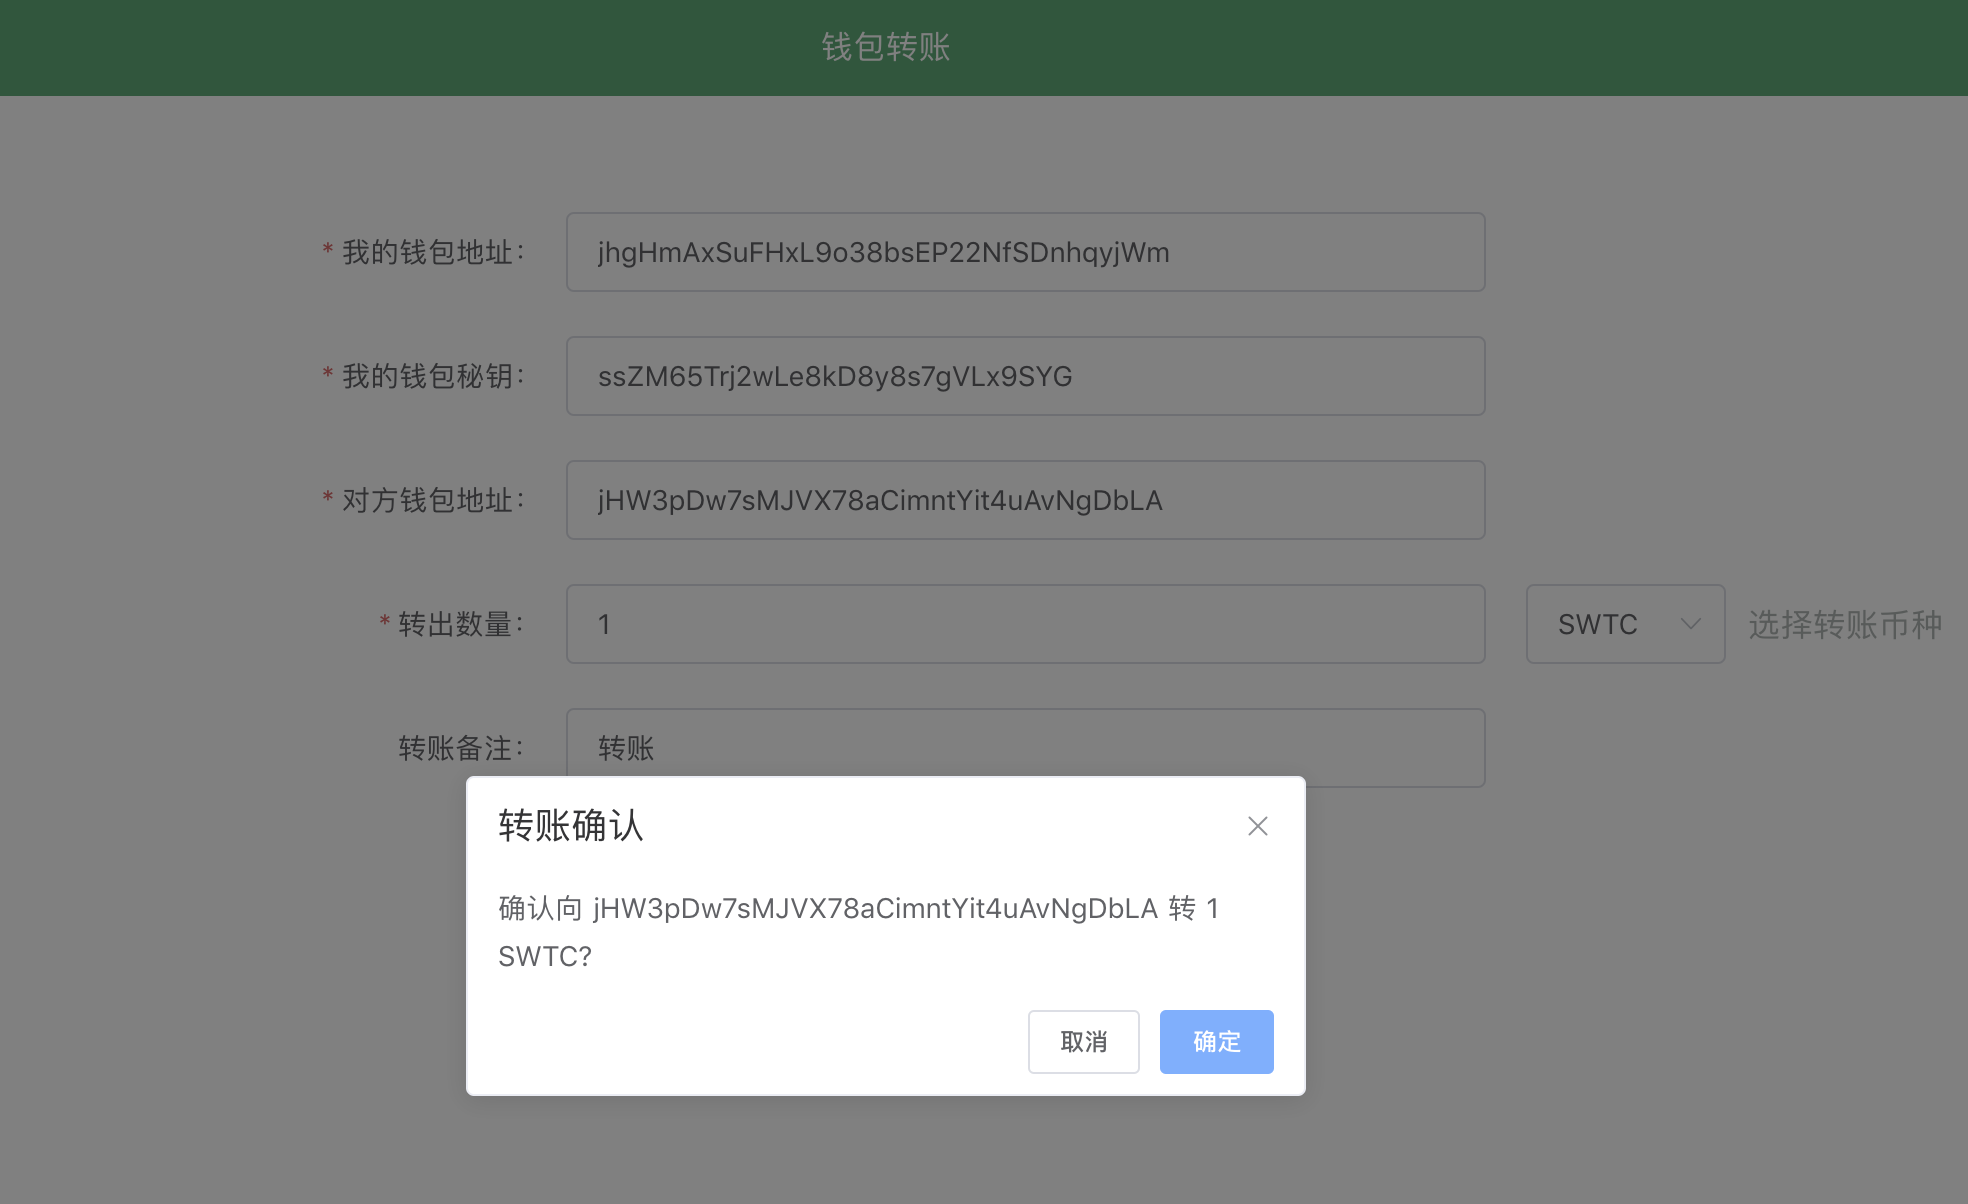 钱包转账
* 我的钱包地址: jhgHmAxSuFHxL9o38bsEP22NfSDnhqyjWm
* 我的钱包秘钥: ssZM65Trj2wLe8kD8y8s7gVLx9SYG
* 对方钱包地址: jHW3pDw7sMJVX78aCimntYit4uAvNgDbLA
* 转出数量: 1 SWTC 选择转账币种
转账备注: 转账
转账确认
确认向 jHW3pDw7sMJVX78aCimntYit4uAvNgDbLA 转 1
SWTC?
取消 确定